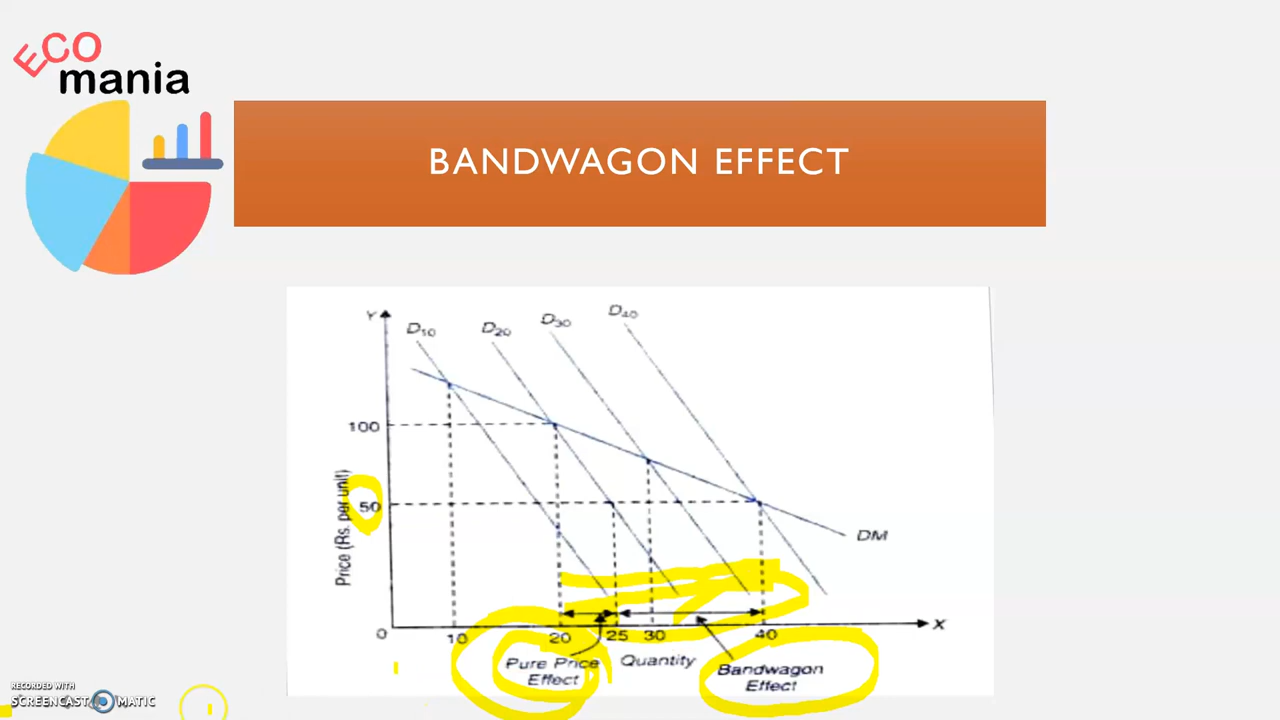 ECO
mania
BANDWAGON EFFECT
Y
D10
D20
D30
D40
100
50
Price (Rs. per unit)
DM
0
10
20
25
30
40
X
Pure Price
Effect
Quantity
Bandwagon
Effect
RECORDED WITH
SCREENCAST MATIC